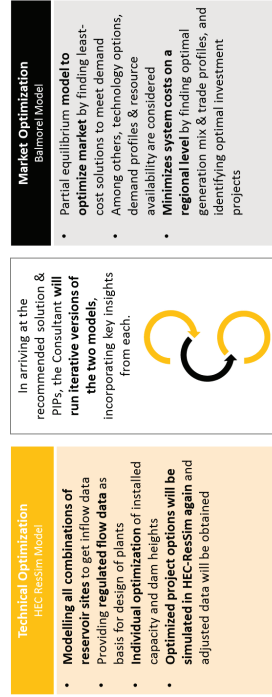 Technical Optimization
HEC ResSim Model
• Modelling all combinations of
reservoir sites to get inflow data
• Providing regulated flow data as
basis for design of plants
• Individual optimization of installed
capacity and dam heights
• Optimized project options will be
simulated in HEC-ResSim again and
adjusted data will be obtained
In arriving at the
recommended solution &
PIPs, the Consultant will
run iterative versions of
the two models,
incorporating key insights
from each.
Market Optimization
Balmorel Model
• Partial equilibrium model to
optimize market by finding least-
cost solutions to meet demand
• Among others, technology options,
demand profiles & resource
availability are considered
• Minimizes system costs on a
regional level by finding optimal
generation mix & trade profiles, and
identifying optimal investment
projects